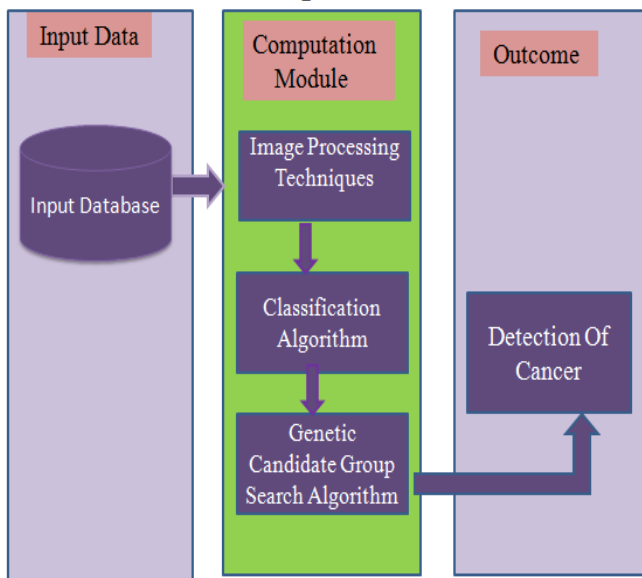 Input Data
Input Database
Computation
Module
Image Processing
Techniques
Classification
Algorithm
Genetic
Candidate Group
Search Algorithm
Outcome
Detection Of
Cancer